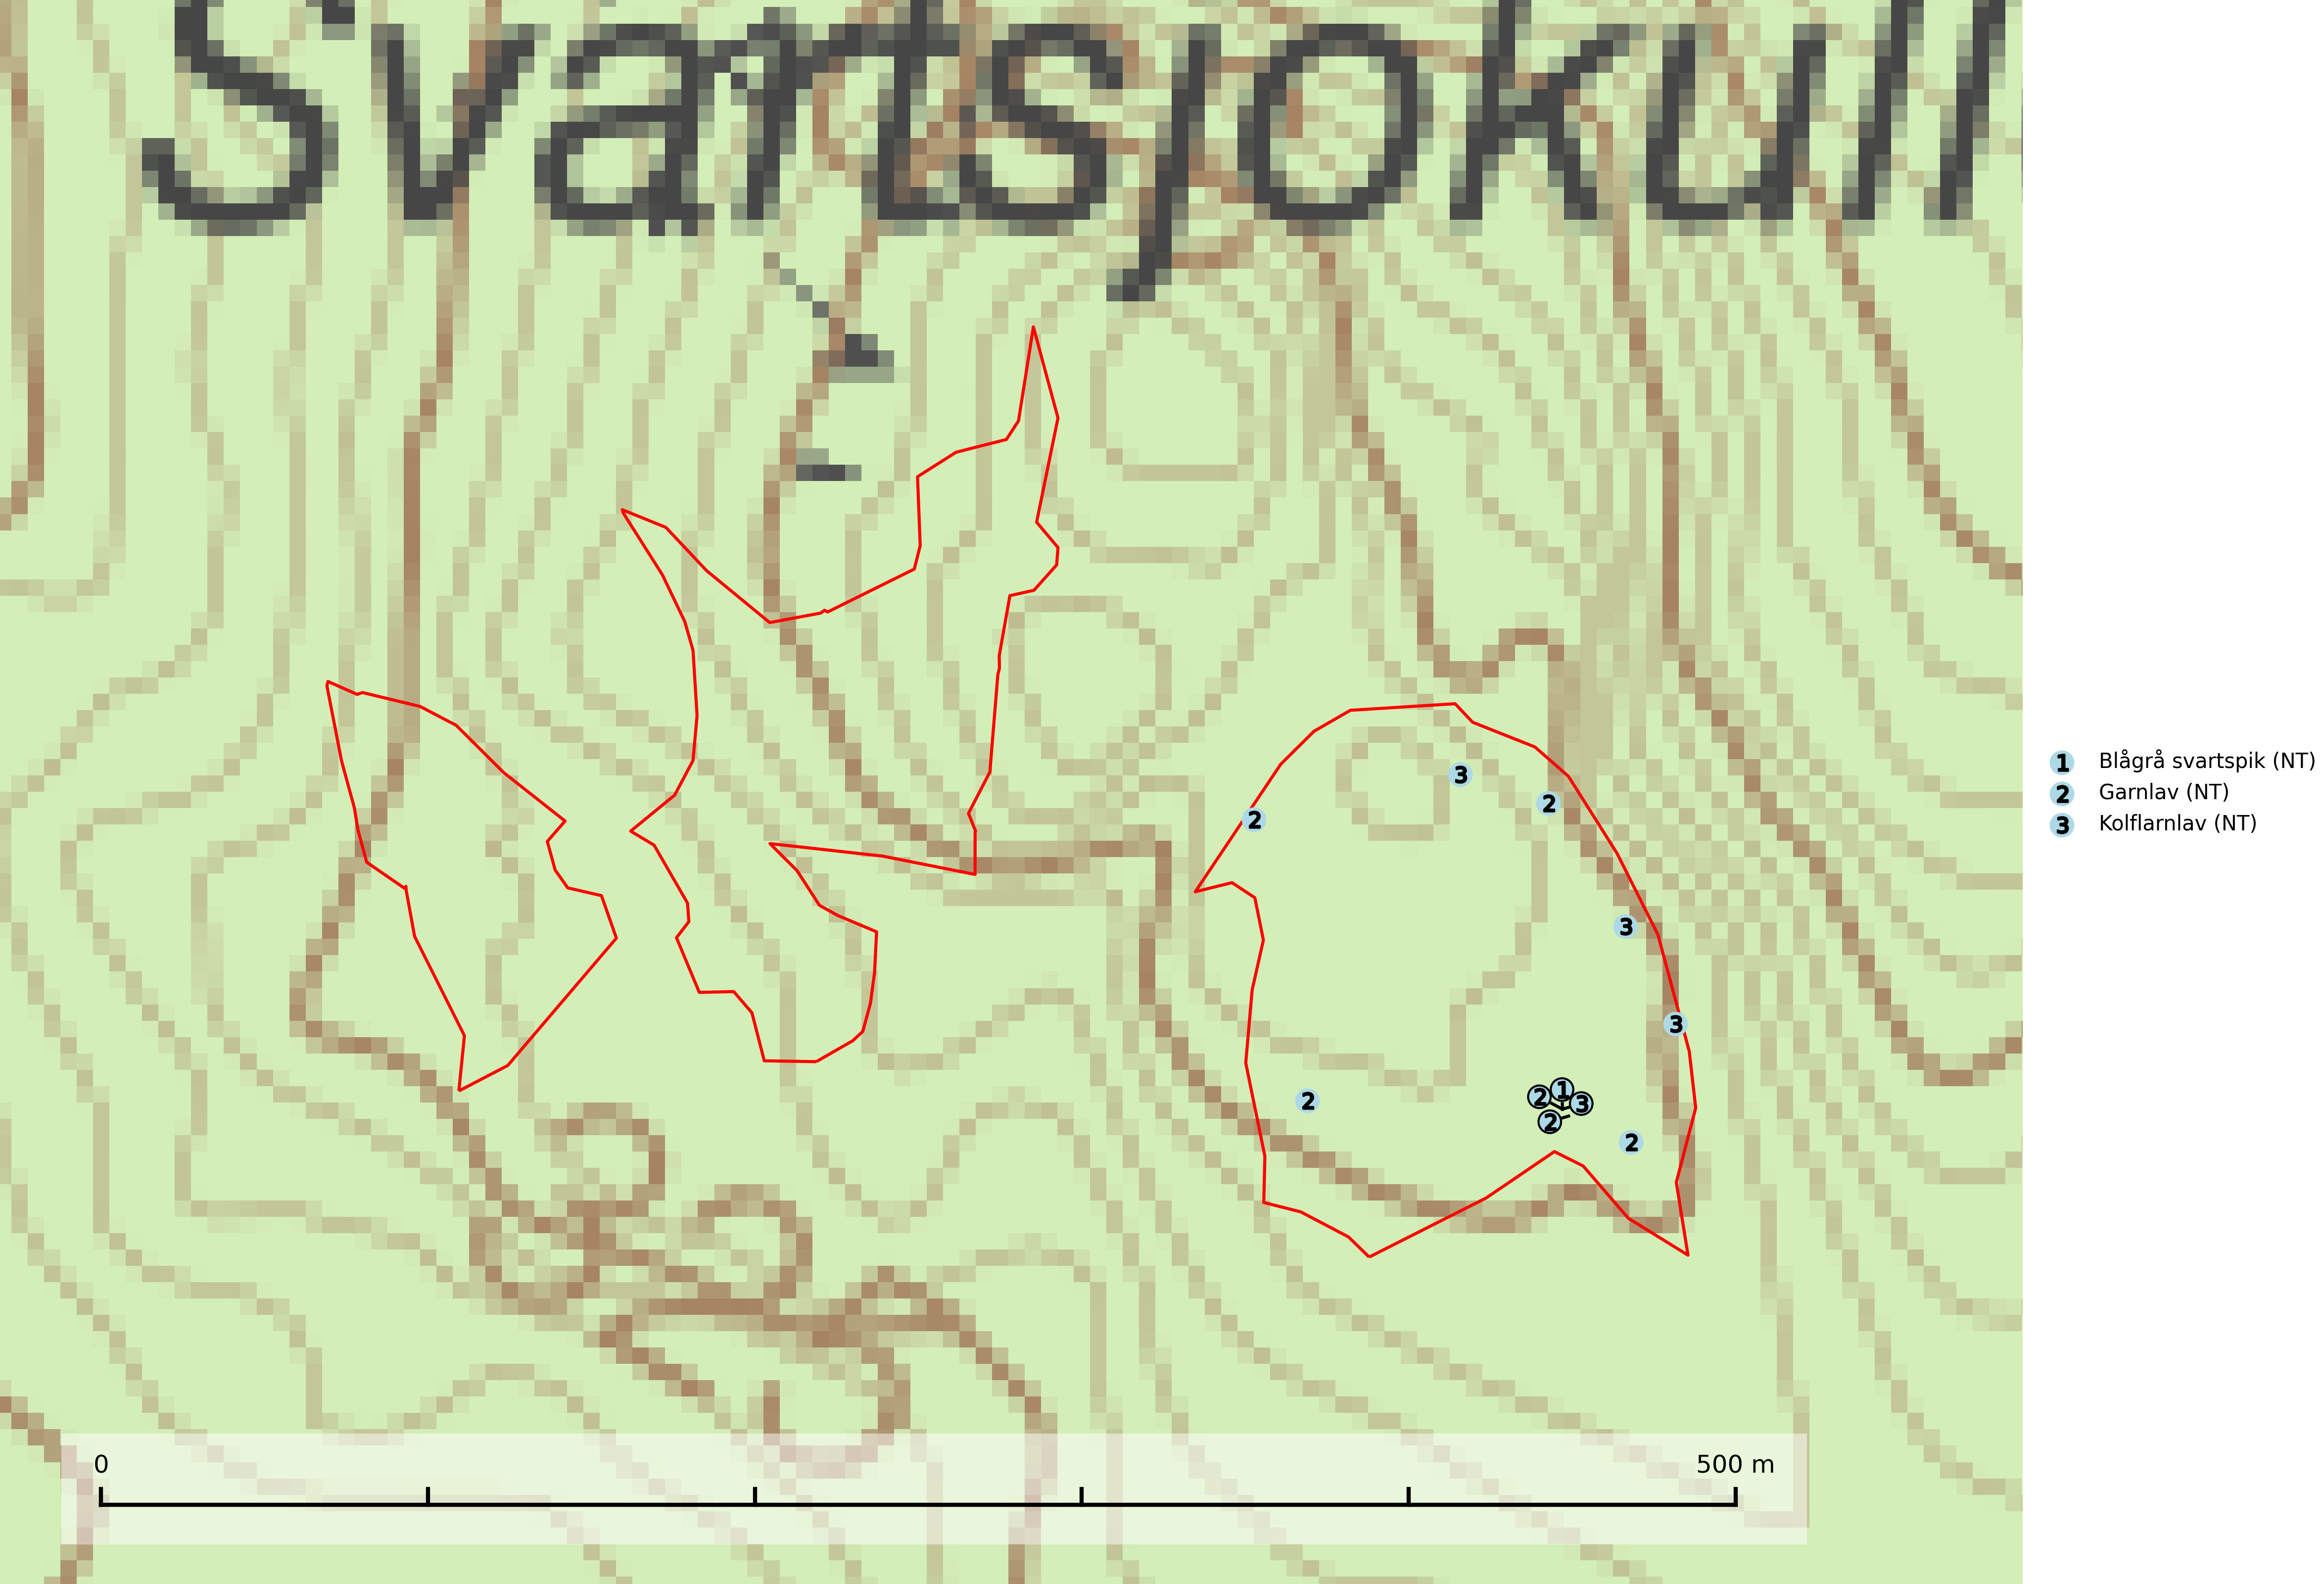 Svartsjökull
3
2
2
3
3
2 1 3
2
2
2
1 Blågrå svartspik (NT)
2 Garnlav (NT)
3 Kolflarnlav (NT)
0 500 m